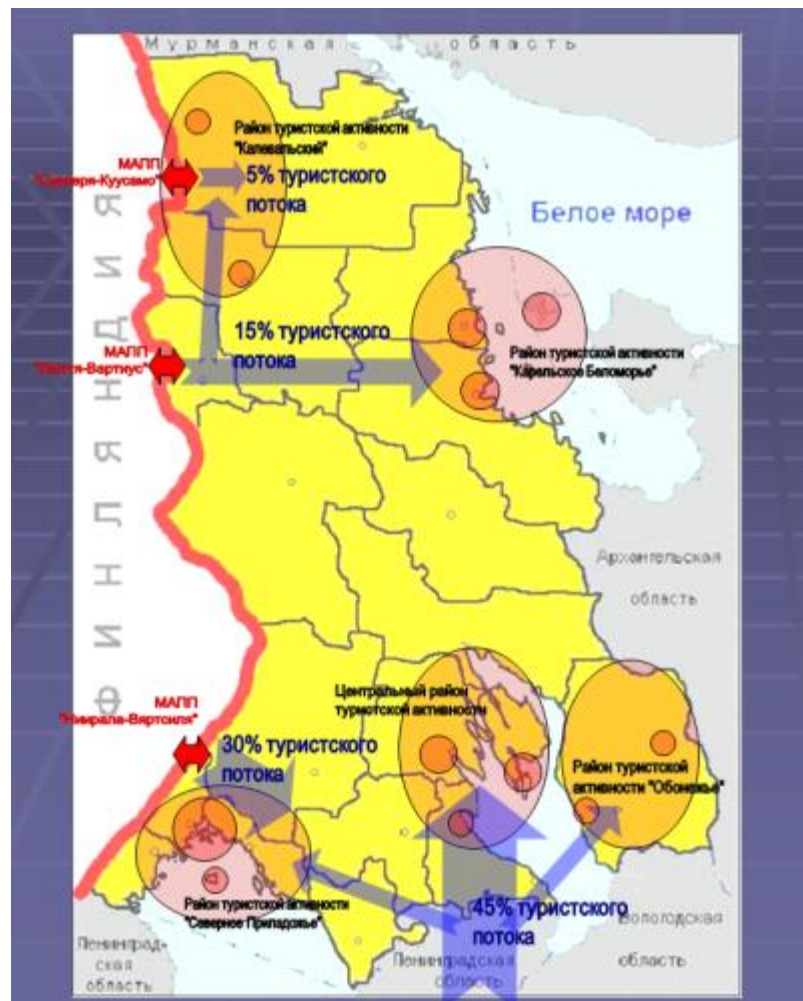 Мурманская область
Район туристской активности
"Калевальский"
МАПП
"Суоперя-Куусамо"
5% туристского
потока
Белое море
15% туристского
потока
МАПП
Район туристской активности
"Карельское Беломорье"
ФИНЛЯНДИЯ
Архангельская
область
Центральный район
туристской активности
МАПП
"Ниирала-Вяртсиля"
30% туристского
потока
Район туристской
активности "Обонежье"
45% туристского
потока
Район туристской активности
"Северное Приладожье"
Ленинград-
ская
область
Ленинградская
область
Вологодская
область